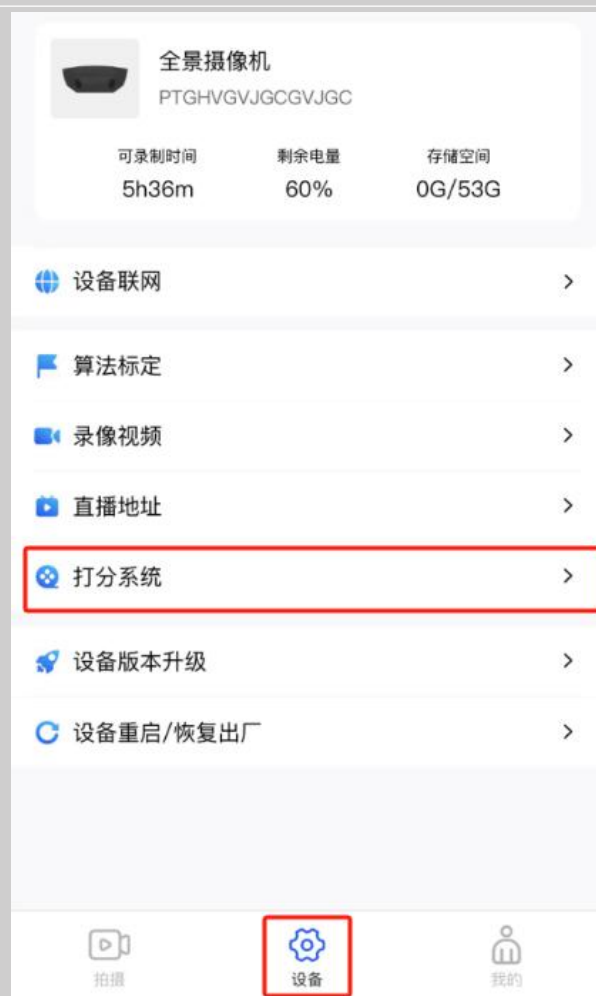 全景摄像机
PTGHVGVJGCGVJGC
可录制时间 剩余电量 存储空间
5h36m 60% 0G/53G
设备联网
算法标定
录像视频
直播地址
打分系统
设备版本升级
设备重启/恢复出厂
拍摄 设备 我的